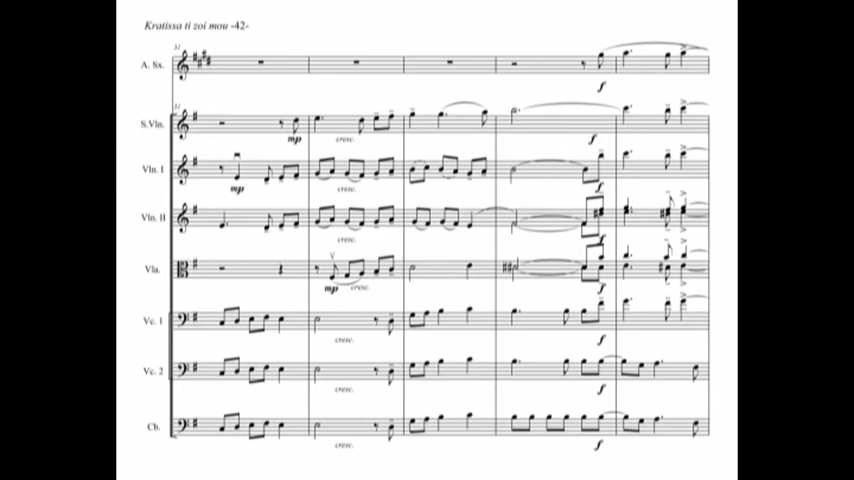 Kratissa ti zoi mou -42-
31
A. Sx.
f
31
S.Vln.
mp
cresc.
f
Vln. I
mp
cresc.
f
Vln. II
cresc.
f
Vla.
mp
cresc.
f
Vc. 1
cresc.
f
Vc. 2
cresc.
f
Cb.
cresc.
f